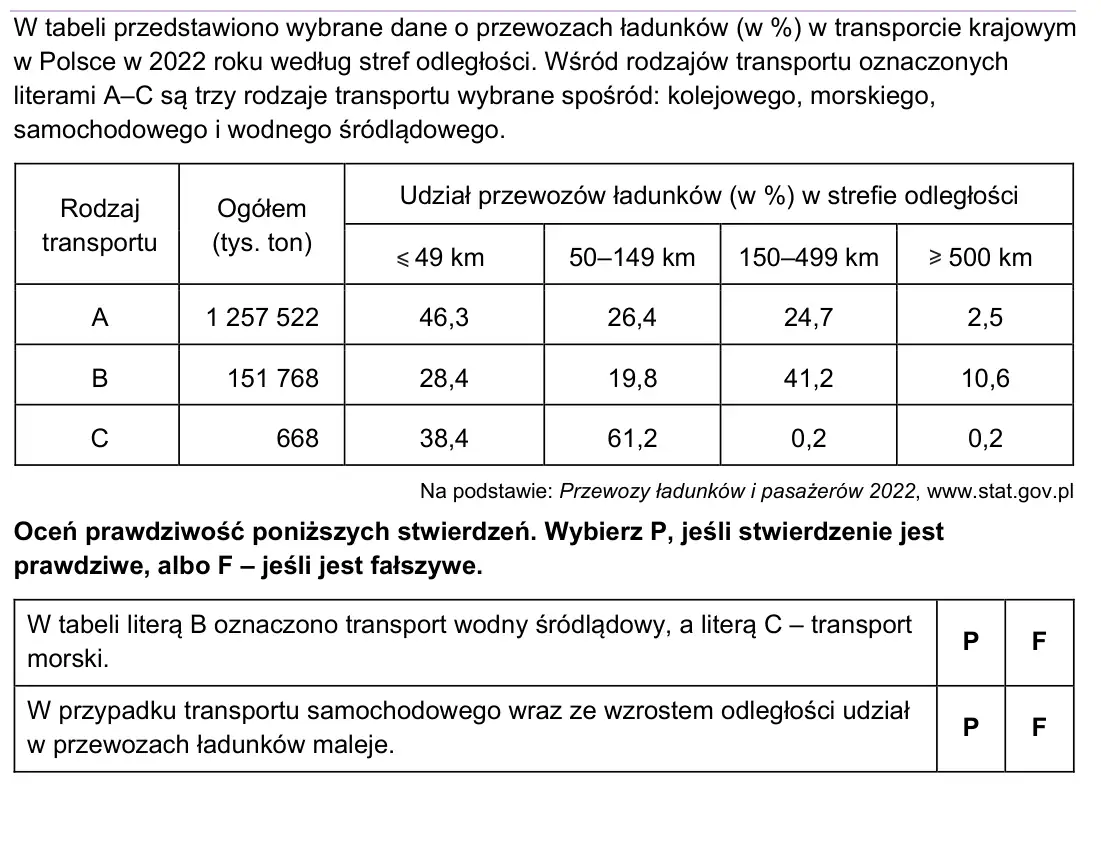 W tabeli przedstawiono wybrane dane o przewozach ładunków (w %) w transporcie krajowym
w Polsce w 2022 roku według stref odległości. Wśród rodzajów transportu oznaczonych
literami A–C są trzy rodzaje transportu wybrane spośród: kolejowego, morskiego,
samochodowego i wodnego śródlądowego.
Rodzaj transportu Ogółem (tys. ton) Udział przewozów ładunków (w %) w strefie odległości
⩽ 49 km 50–149 km 150–499 km ⩾ 500 km
A 1 257 522 46,3 26,4 24,7 2,5
B 151 768 28,4 19,8 41,2 10,6
C 668 38,4 61,2 0,2 0,2
Na podstawie: Przewozy ładunków i pasażerów 2022, www.stat.gov.pl
Oceń prawdziwość poniższych stwierdzeń. Wybierz P, jeśli stwierdzenie jest
prawdziwe, albo F – jeśli jest fałszywe.
W tabeli literą B oznaczono transport wodny śródlądowy, a literą C – transport
morski. P F
W przypadku transportu samochodowego wraz ze wzrostem odległości udział
w przewozach ładunków maleje. P F